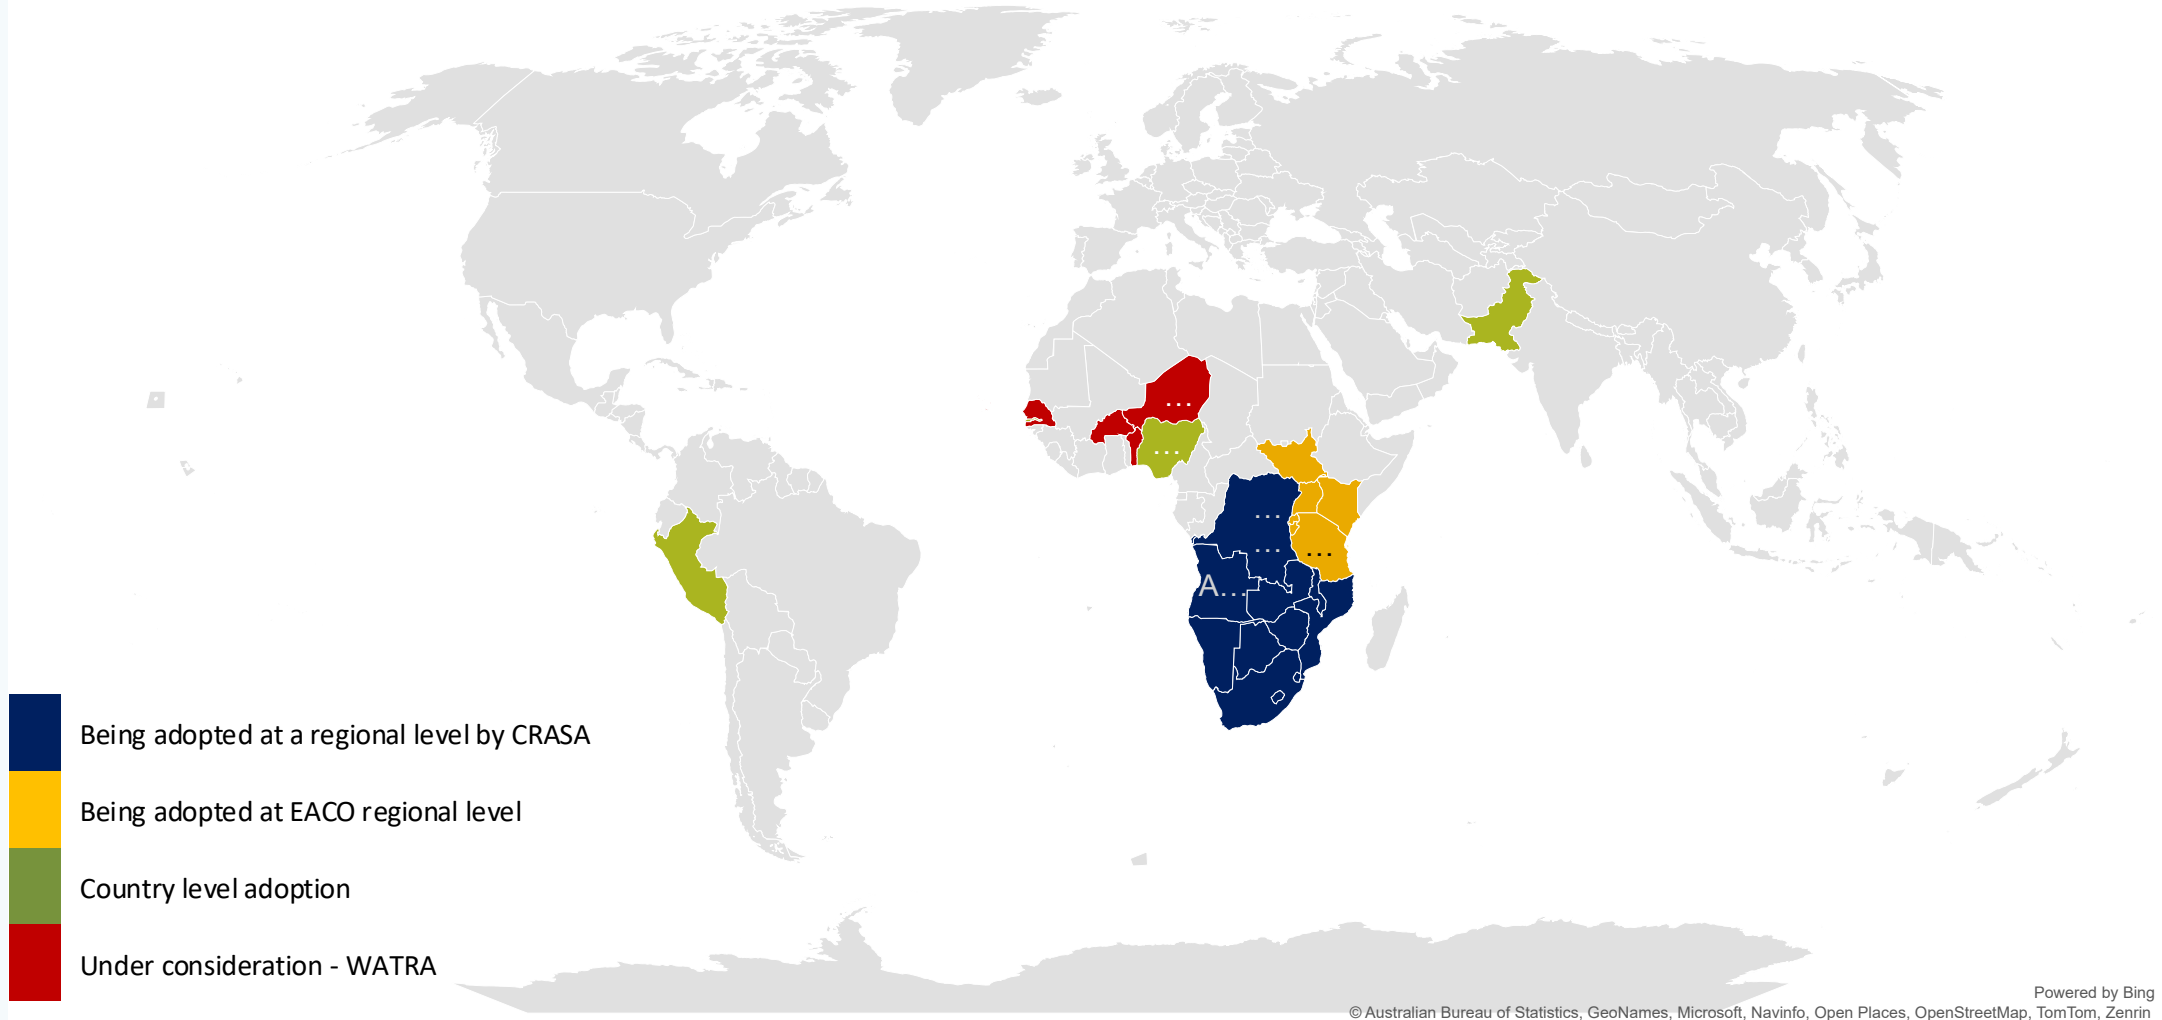 ...
...
...
...
...
A...
Being adopted at a regional level by CRASA
Being adopted at EACO regional level
Country level adoption
Under consideration - WATRA
Powered by Bing
© Australian Bureau of Statistics, GeoNames, Microsoft, Navinfo, Open Places, OpenStreetMap, TomTom, Zenrin